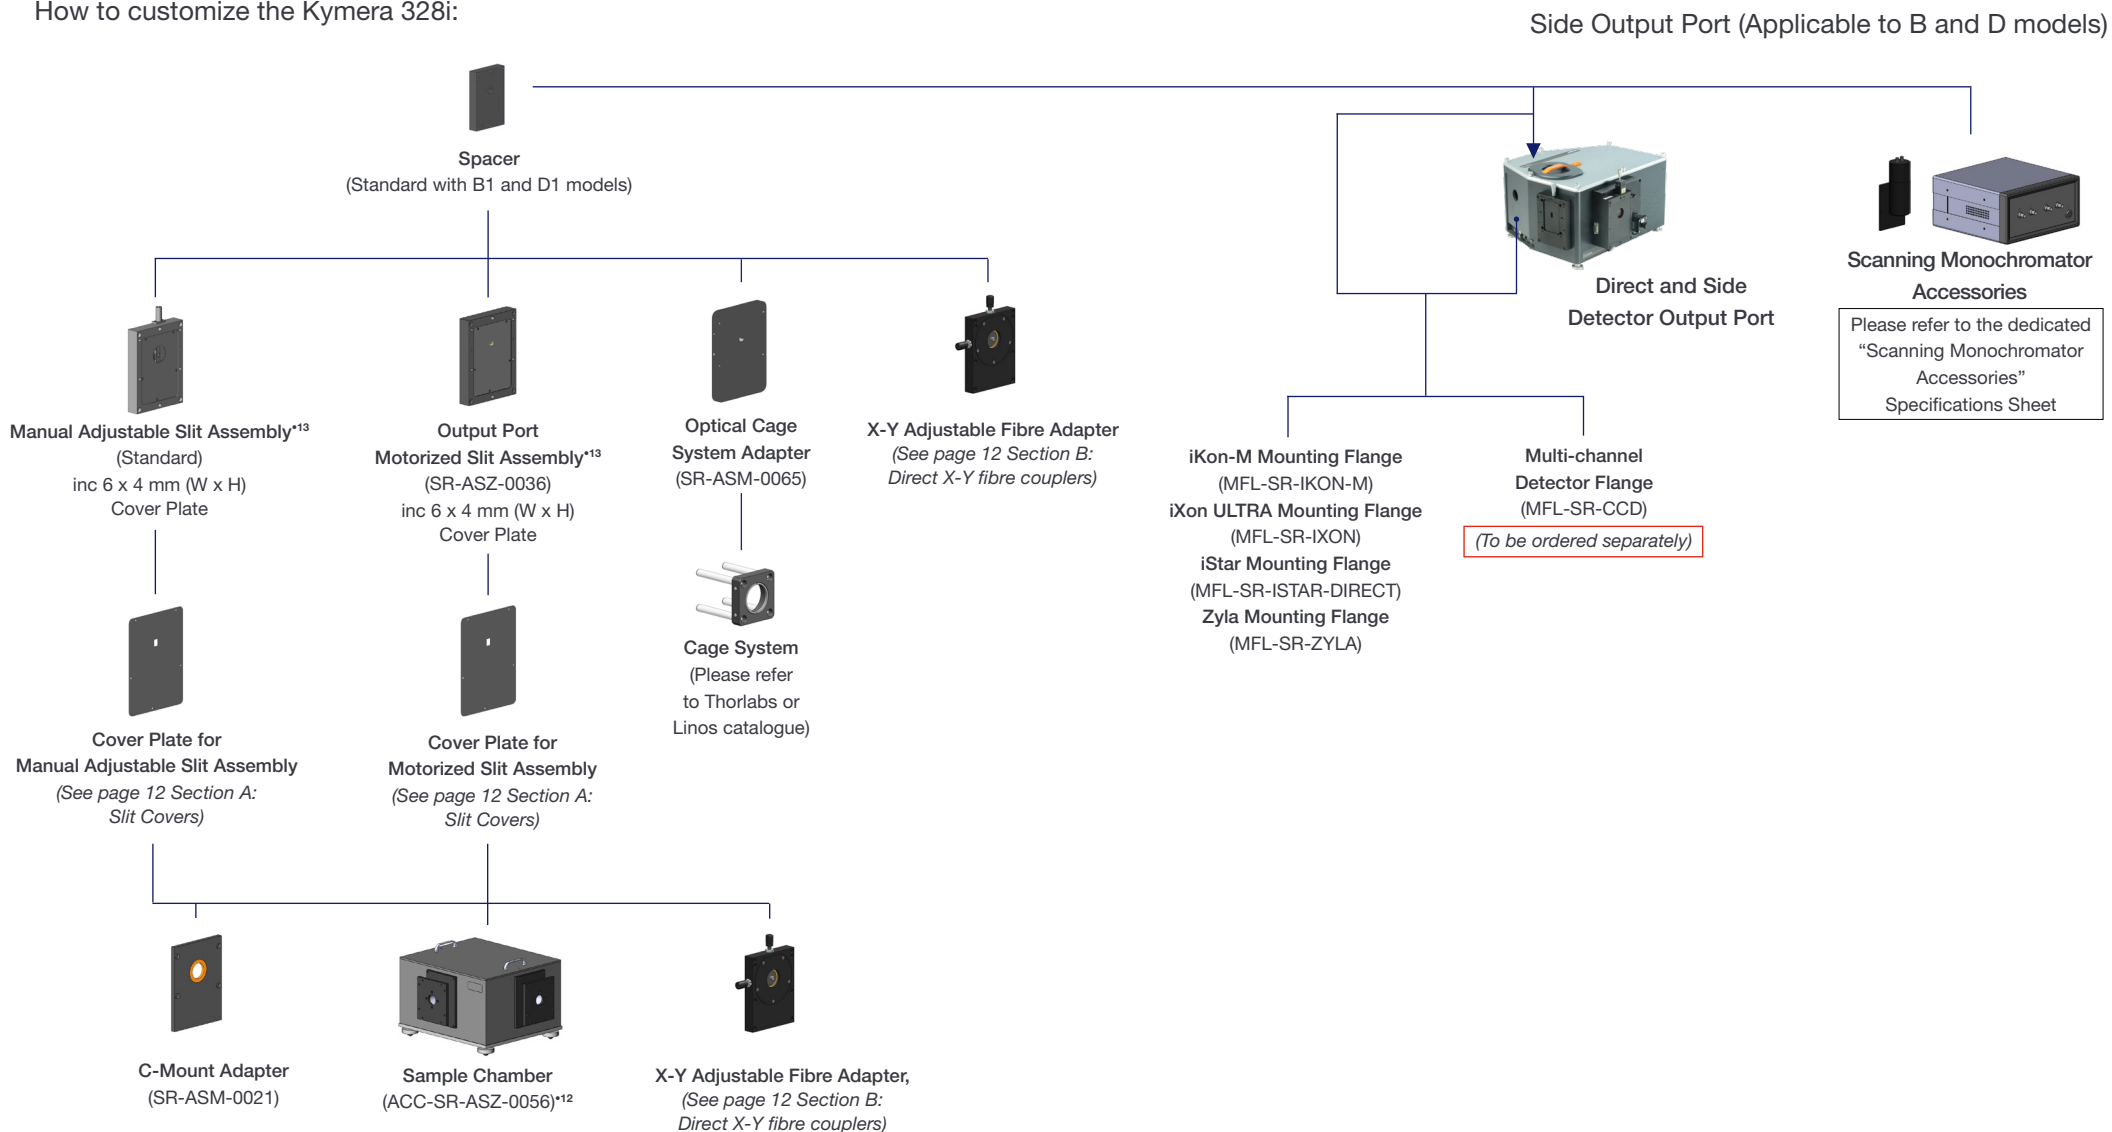 How to customize the Kymera 328i:
Side Output Port (Applicable to B and D models)
Spacer
(Standard with B1 and D1 models)
Manual Adjustable Slit Assembly•13
(Standard)
inc 6 x 4 mm (W x H)
Cover Plate
Output Port
Motorized Slit Assembly•13
(SR-ASZ-0036)
inc 6 x 4 mm (W x H)
Cover Plate
Optical Cage
System Adapter
(SR-ASM-0065)
X-Y Adjustable Fibre Adapter
(See page 12 Section B:
Direct X-Y fibre couplers)
Cage System
(Please refer
to Thorlabs or
Linos catalogue)
Cover Plate for
Manual Adjustable Slit Assembly
(See page 12 Section A:
Slit Covers)
Cover Plate for
Motorized Slit Assembly
(See page 12 Section A:
Slit Covers)
C-Mount Adapter
(SR-ASM-0021)
Sample Chamber
(ACC-SR-ASZ-0056)•12
X-Y Adjustable Fibre Adapter,
(See page 12 Section B:
Direct X-Y fibre couplers)
Direct and Side
Detector Output Port
iKon-M Mounting Flange
(MFL-SR-IKON-M)
iXon ULTRA Mounting Flange
(MFL-SR-IXON)
iStar Mounting Flange
(MFL-SR-ISTAR-DIRECT)
Zyla Mounting Flange
(MFL-SR-ZYLA)
Multi-channel
Detector Flange
(MFL-SR-CCD)
(To be ordered separately)
Scanning Monochromator
Accessories
Please refer to the dedicated
“Scanning Monochromator
Accessories”
Specifications Sheet